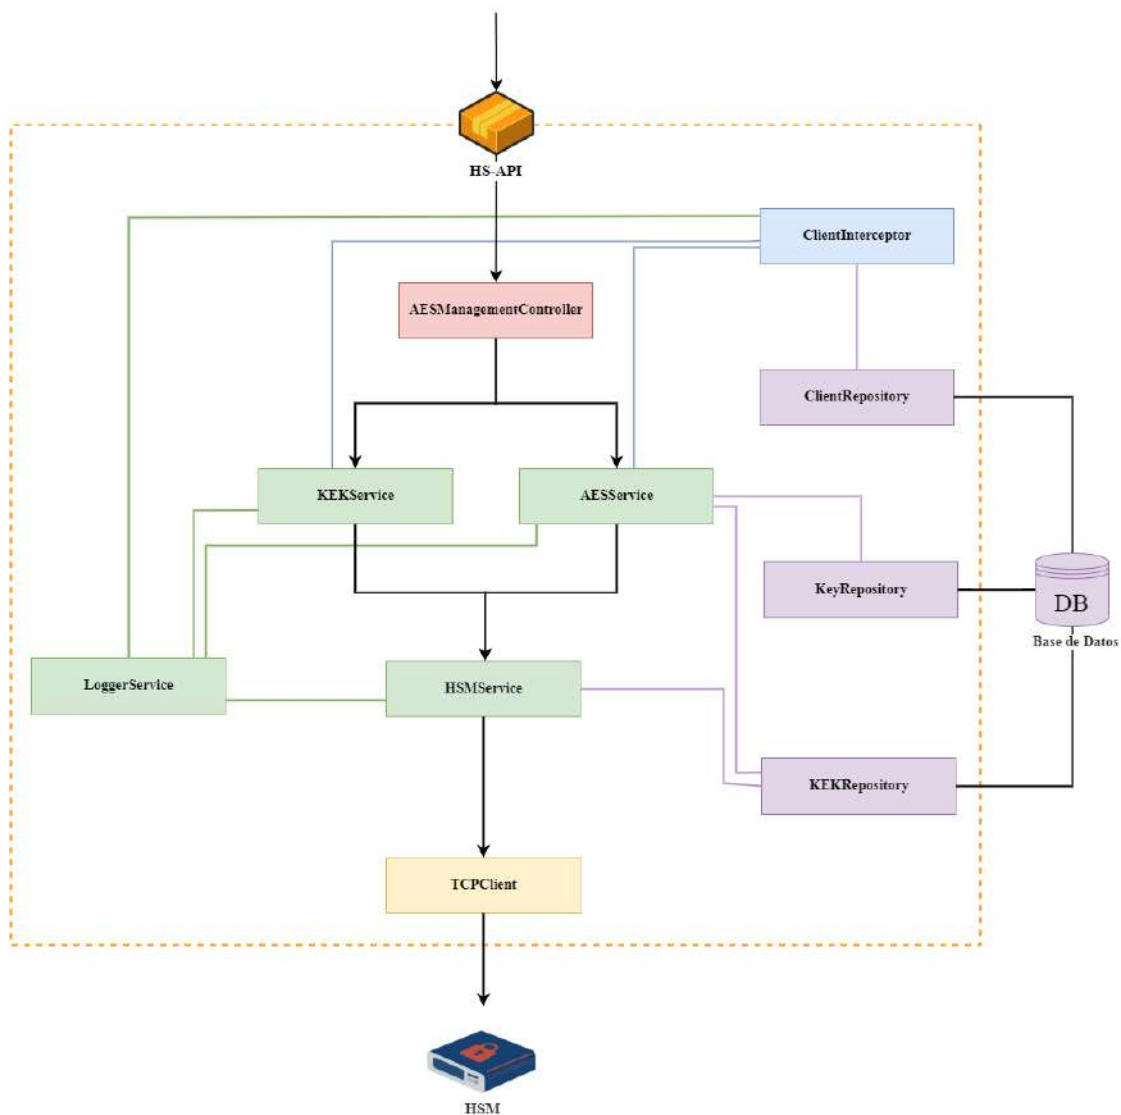 HS-API
ClientInterceptor
AESManagementController
ClientRepository
KEKService
AESService
KeyRepository
DB
Base de Datos
LoggerService
HSMService
KEKRepository
TCPClient
HSM